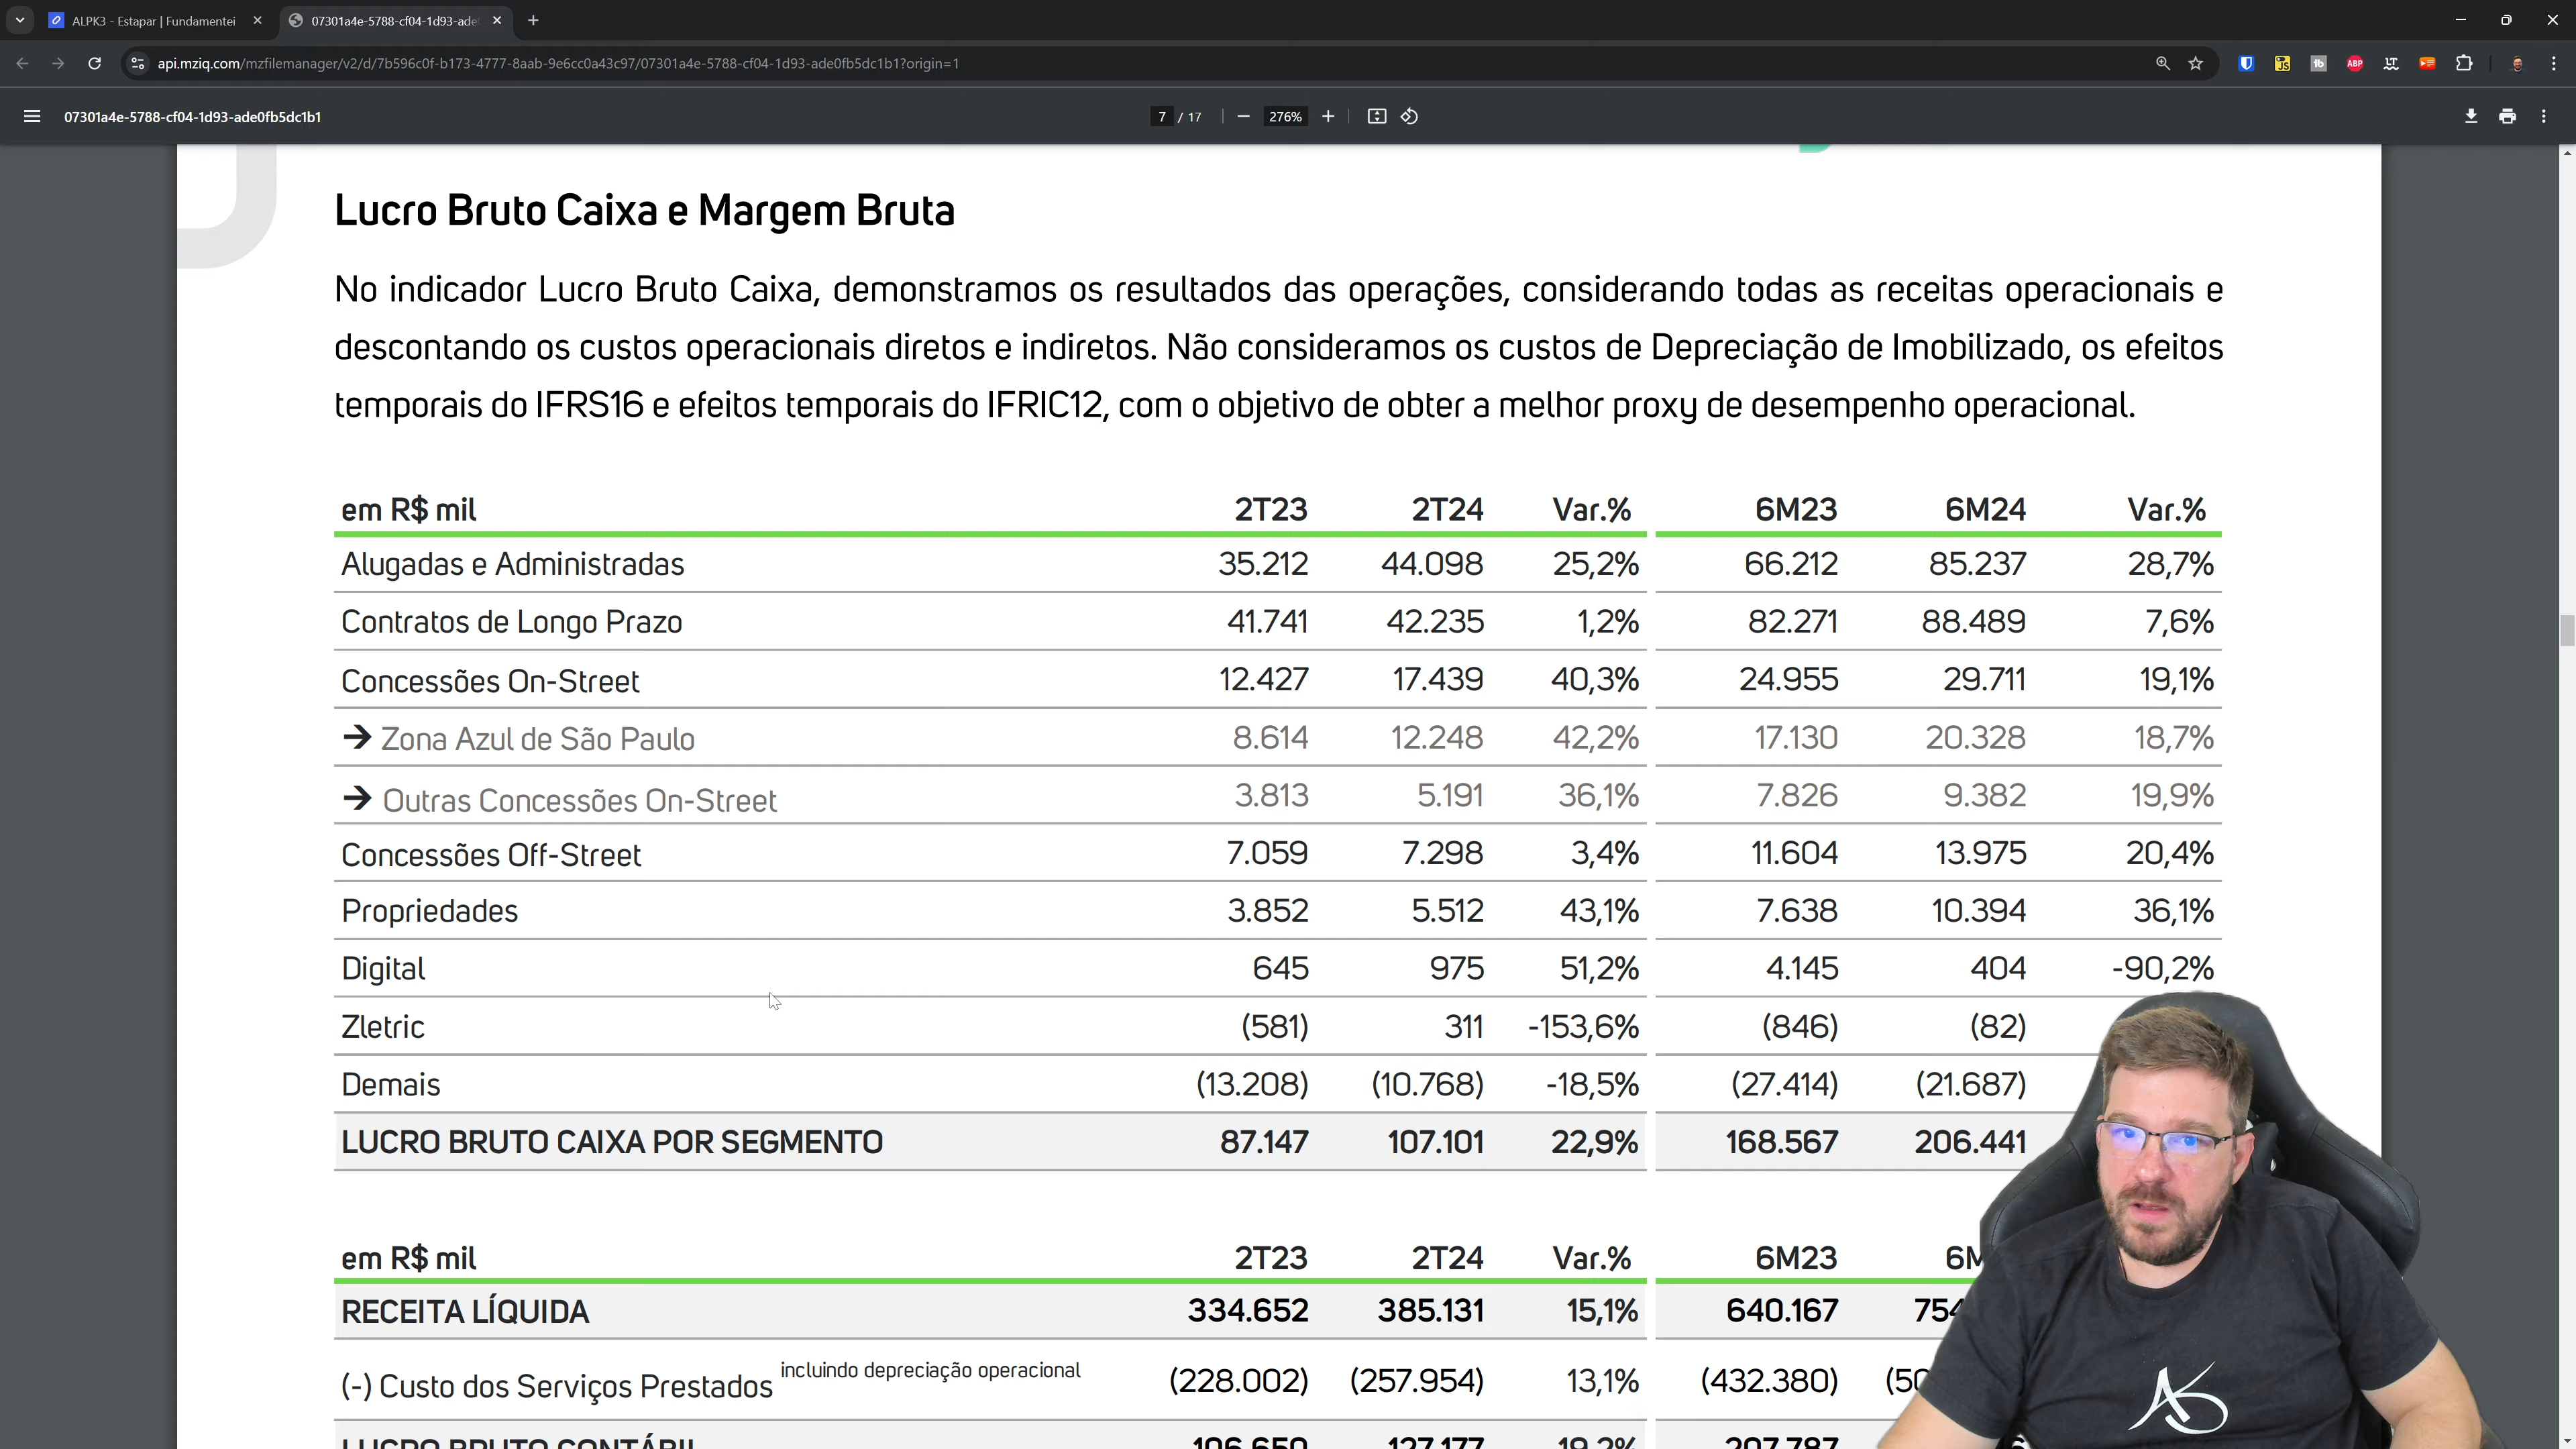 ALPK3 - Estapar | Fundamentei
07301a4e-5788-cf04-1d93-ade
api.mziq.com/mzfilemanager/v2/d/7b596c0f-b173-4777-8aab-9e6cc0a43c97/07301a4e-5788-cf04-1d93-ade0fb5dc1b1?origin=1
07301a4e-5788-cf04-1d93-ade0fb5dc1b1 7 / 17 276%
Lucro Bruto Caixa e Margem Bruta
No indicador Lucro Bruto Caixa, demonstramos os resultados das operações, considerando todas as receitas operacionais e
descontando os custos operacionais diretos e indiretos. Não consideramos os custos de Depreciação de Imobilizado, os efeitos
temporais do IFRS16 e efeitos temporais do IFRIC12, com o objetivo de obter a melhor proxy de desempenho operacional.
em R$ mil 2T23 2T24 Var.% 6M23 6M24 Var.%
Alugadas e Administradas 35.212 44.098 25,2% 66.212 85.237 28,7%
Contratos de Longo Prazo 41.741 42.235 1,2% 82.271 88.489 7,6%
Concessões On-Street 12.427 17.439 40,3% 24.955 29.711 19,1%
→ Zona Azul de São Paulo 8.614 12.248 42,2% 17.130 20.328 18,7%
→ Outras Concessões On-Street 3.813 5.191 36,1% 7.826 9.382 19,9%
Concessões Off-Street 7.059 7.298 3,4% 11.604 13.975 20,4%
Propriedades 3.852 5.512 43,1% 7.638 10.394 36,1%
Digital 645 975 51,2% 4.145 404 -90,2%
Zletric (581) 311 -153,6% (846) (82)
Demais (13.208) (10.768) -18,5% (27.414) (21.687)
LUCRO BRUTO CAIXA POR SEGMENTO 87.147 107.101 22,9% 168.567 206.441
em R$ mil 2T23 2T24 Var.% 6M23 6M
RECEITA LÍQUIDA 334.652 385.131 15,1% 640.167 754
(-) Custo dos Serviços Prestados incluindo depreciação operacional (228.002) (257.954) 13,1% (432.380) (50
LUCRO BRUTO CONTÁBIL 106.650 127.177 19,2% 207.787